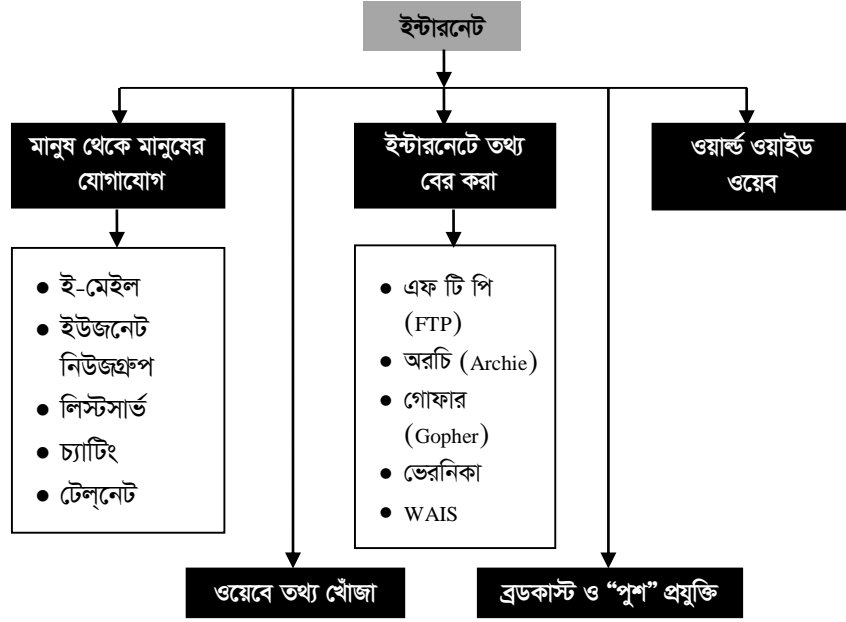 ইন্টারনেট
মানুষ থেকে মানুষের
যোগাযোগ
ইন্টারনেটে তথ্য
বের করা
ওয়ার্ল্ড ওয়াইড
ওয়েব
● ই-মেইল
● ইউজনেট
নিউজগ্রুপ
● লিস্টসার্ভ
● চ্যাটিং
● টেল্‌নেট
● এফ টি পি
(FTP)
● অরচি (Archie)
● গোফার
(Gopher)
● ভেরনিকা
● WAIS
ওয়েবে তথ্য খোঁজা
ব্রডকাস্ট ও “পুশ” প্রযুক্তি